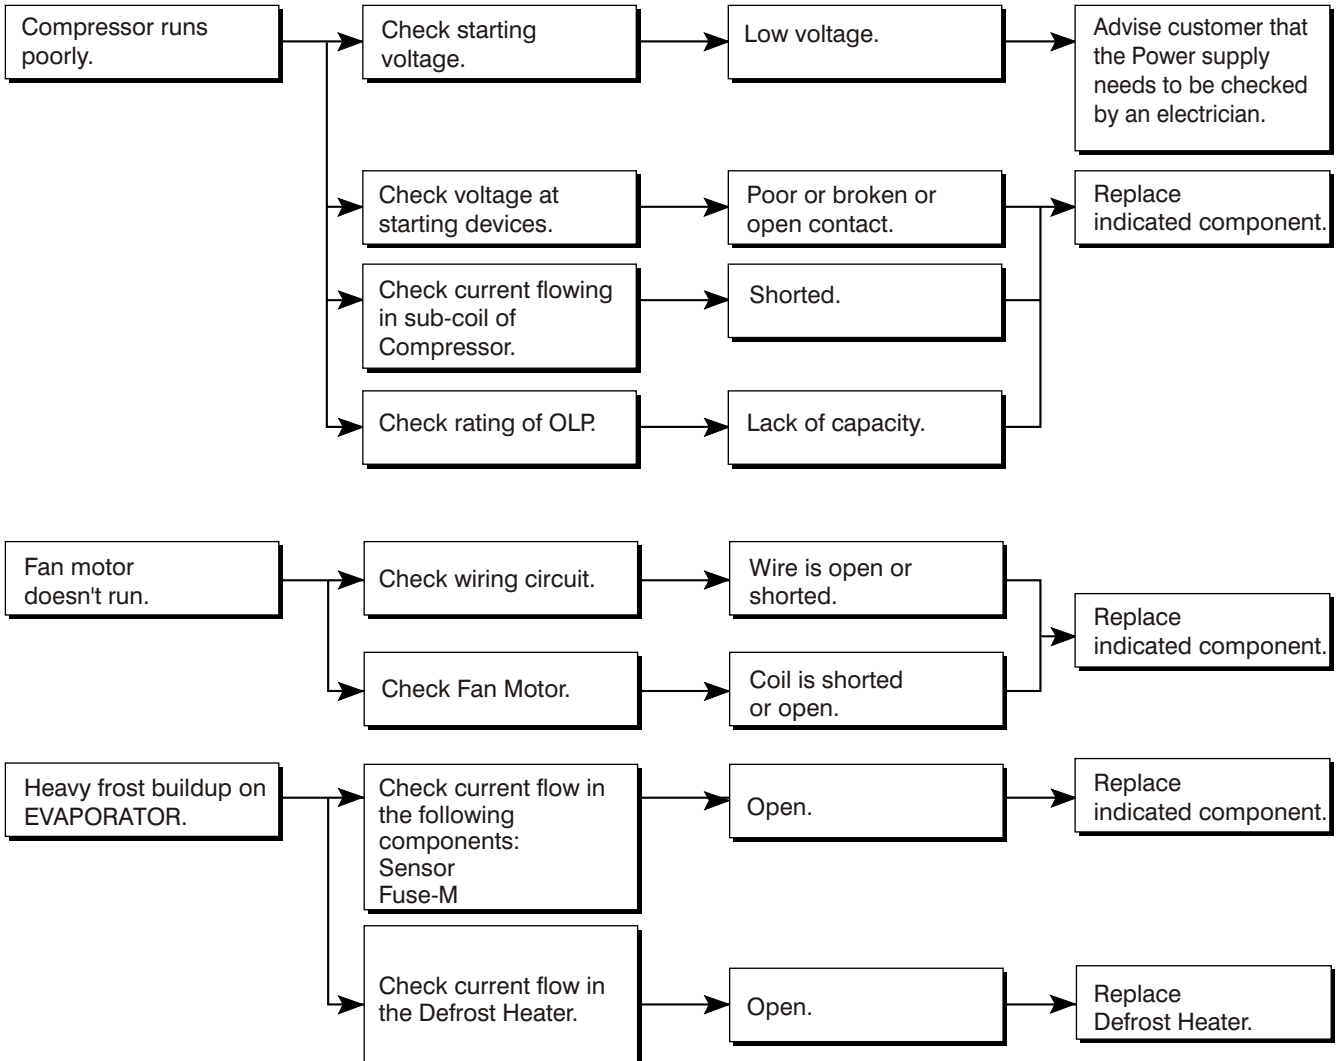 Compressor runs
poorly.
Check starting
voltage.
Low voltage.
Advise customer that
the Power supply
needs to be checked
by an electrician.
Check voltage at
starting devices.
Poor or broken or
open contact.
Replace
indicated component.
Check current flowing
in sub-coil of
Compressor.
Shorted.
Check rating of OLP.
Lack of capacity.
Fan motor
doesn't run.
Check wiring circuit.
Wire is open or
shorted.
Replace
indicated component.
Check Fan Motor.
Coil is shorted
or open.
Heavy frost buildup on
EVAPORATOR.
Check current flow in
the following
components:
Sensor
Fuse-M
Open.
Replace
indicated component.
Check current flow in
the Defrost Heater.
Open.
Replace
Defrost Heater.